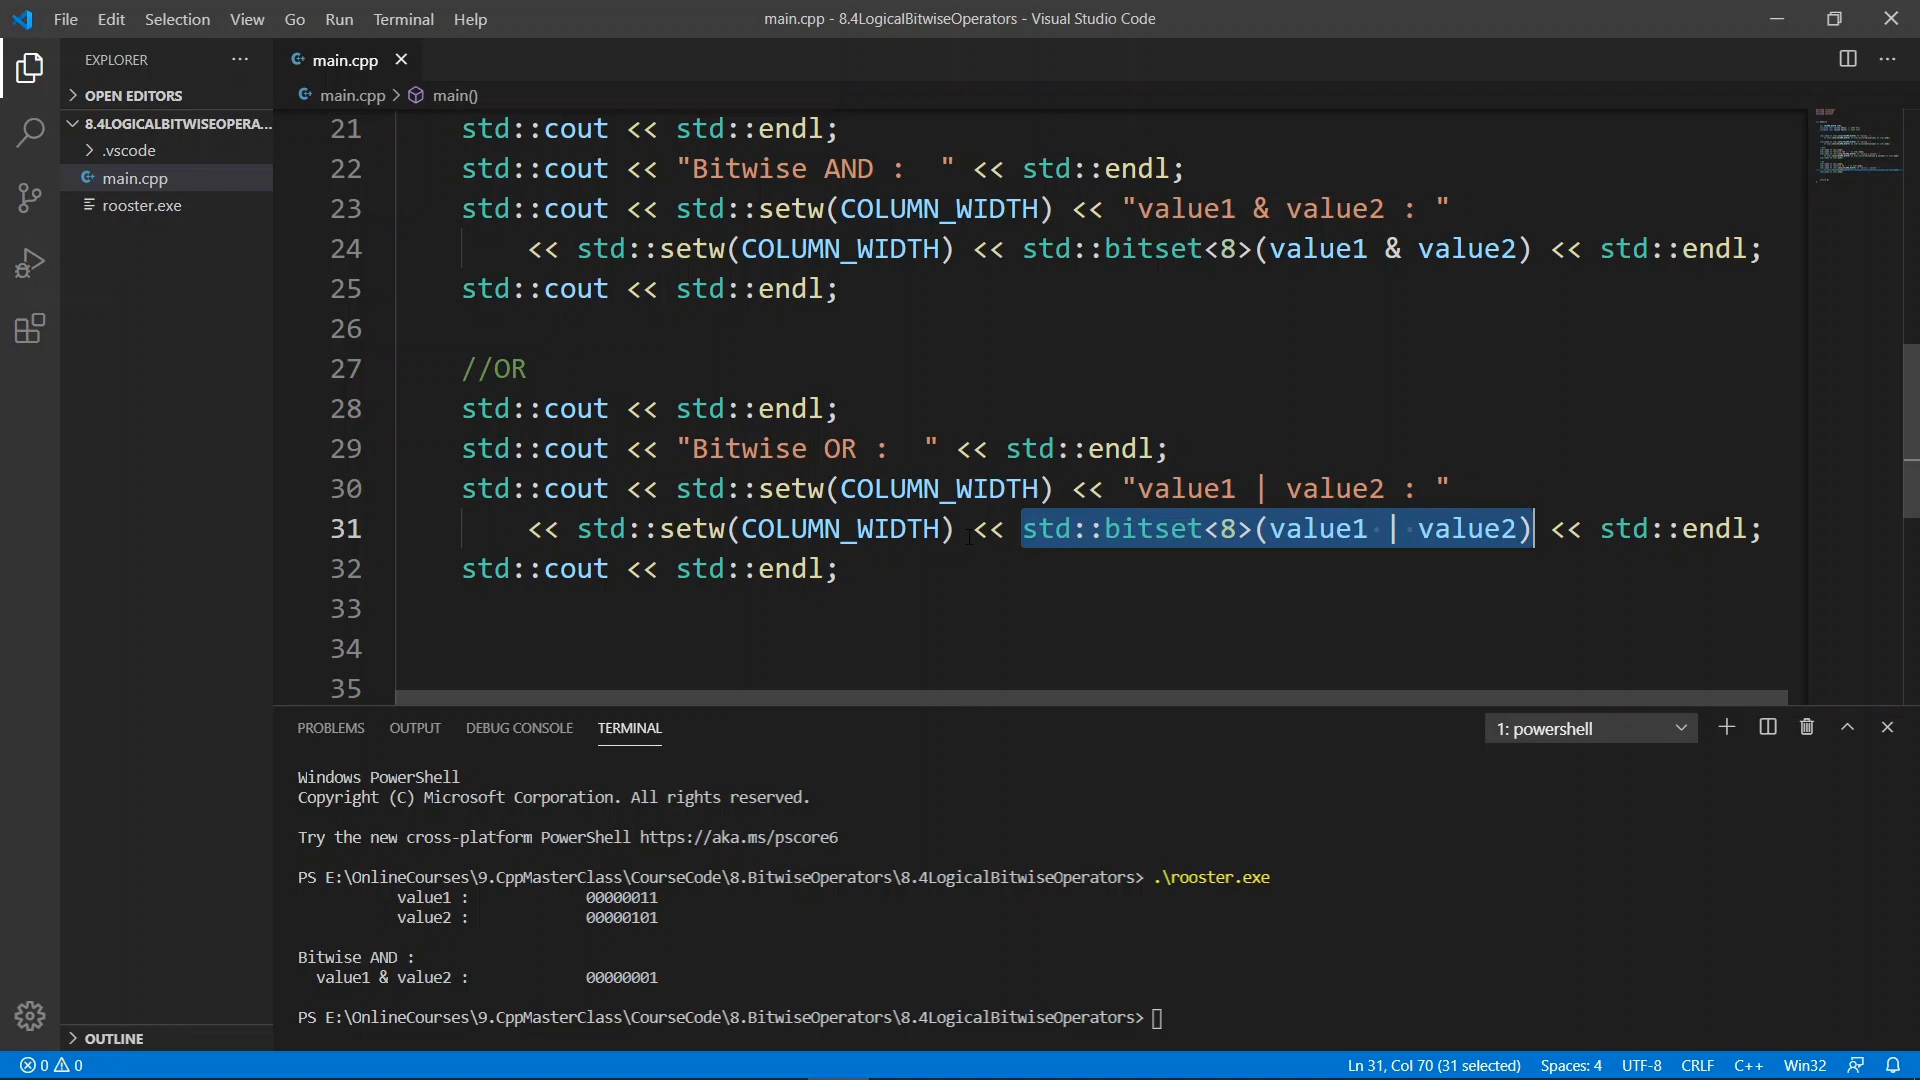 File Edit Selection View Go Run Terminal Help
main.cpp - 8.4LogicalBitwiseOperators - Visual Studio Code
EXPLORER
OPEN EDITORS
8.4LOGICALBITWISEOPERA...
.vscode
main.cpp
rooster.exe
OUTLINE
main.cpp
main.cpp > main()
21 std::cout << std::endl;
22 std::cout << "Bitwise AND :  " << std::endl;
23 std::cout << std::setw(COLUMN_WIDTH) << "value1 & value2 : "
24 << std::setw(COLUMN_WIDTH) << std::bitset<8>(value1 & value2) << std::endl;
25 std::cout << std::endl;
26
27 //OR
28 std::cout << std::endl;
29 std::cout << "Bitwise OR :  " << std::endl;
30 std::cout << std::setw(COLUMN_WIDTH) << "value1 | value2 : "
31 << std::setw(COLUMN_WIDTH) << std::bitset<8>(value1 | value2) << std::endl;
32 std::cout << std::endl;
33
34
35
PROBLEMS OUTPUT DEBUG CONSOLE TERMINAL
1: powershell
Windows PowerShell
Copyright (C) Microsoft Corporation. All rights reserved.
Try the new cross-platform PowerShell https://aka.ms/pscore6
PS E:\OnlineCourses\9.CppMasterClass\CourseCode\8.BitwiseOperators\8.4LogicalBitwiseOperators> .\rooster.exe
value1 : 00000011
value2 : 00000101
Bitwise AND :
value1 & value2 : 00000001
PS E:\OnlineCourses\9.CppMasterClass\CourseCode\8.BitwiseOperators\8.4LogicalBitwiseOperators>
0 0
Ln 31, Col 70 (31 selected) Spaces: 4 UTF-8 CRLF C++ Win32